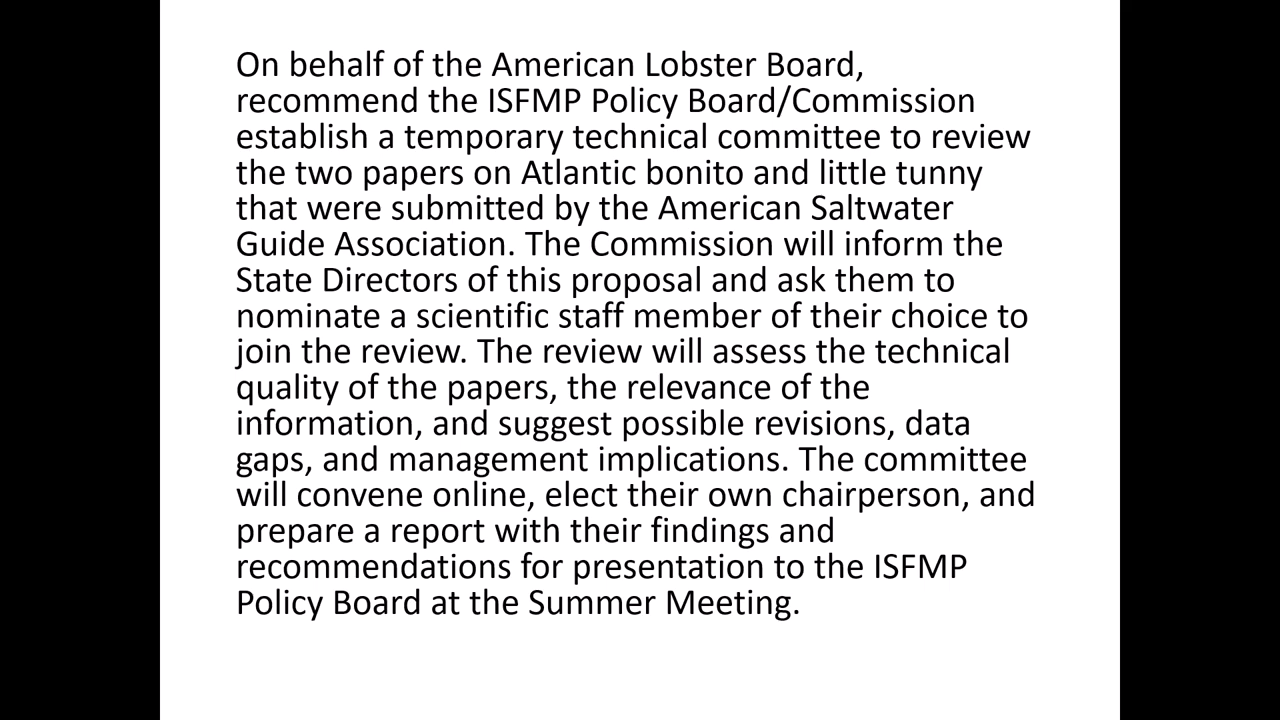 On behalf of the American Lobster Board,
recommend the ISFMP Policy Board/Commission
establish a temporary technical committee to review
the two papers on Atlantic bonito and little tunny
that were submitted by the American Saltwater
Guide Association. The Commission will inform the
State Directors of this proposal and ask them to
nominate a scientific staff member of their choice to
join the review. The review will assess the technical
quality of the papers, the relevance of the
information, and suggest possible revisions, data
gaps, and management implications. The committee
will convene online, elect their own chairperson, and
prepare a report with their findings and
recommendations for presentation to the ISFMP
Policy Board at the Summer Meeting.